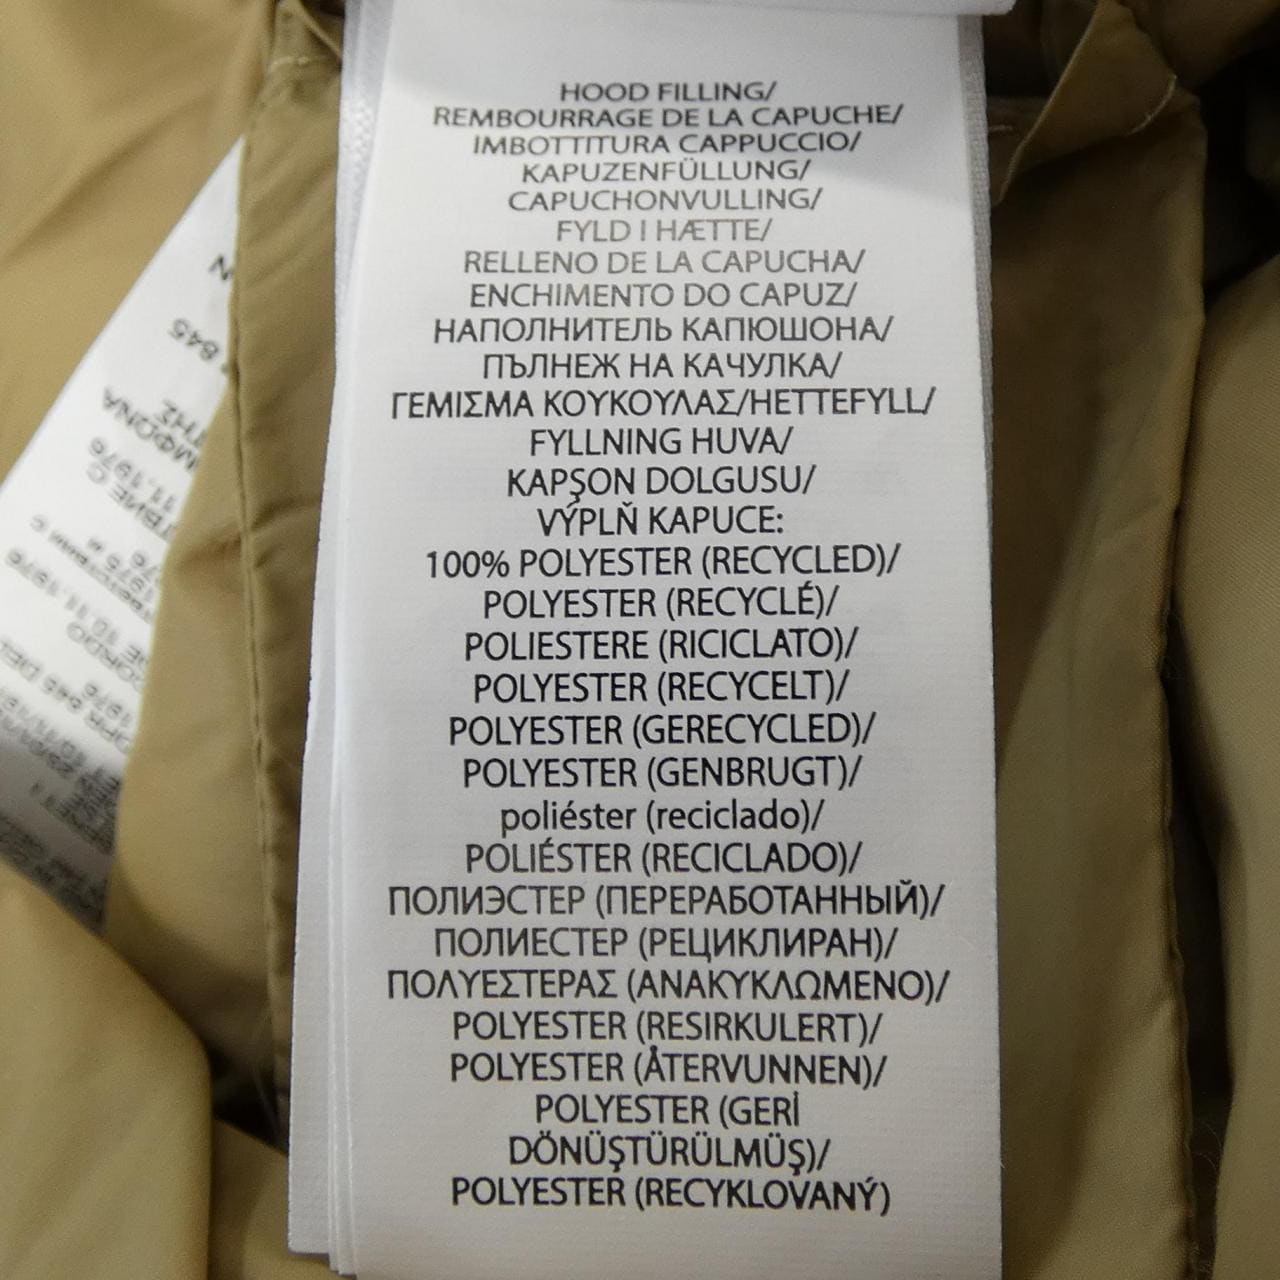 HOOD FILLING/
REMBOURRAGE DE LA CAPUCHE/
IMBOTTITURA CAPPUCCIO/
KAPUZENFÜLLUNG/
CAPUCHONVULLING/
FYLD I HÆTTE/
RELLENO DE LA CAPUCHA/
ENCHIMENTO DO CAPUZ/
НАПОЛНИТЕЛЬ КАПЮШОНА/
ПЪЛНЕЖ НА КАЧУЛКА/
ΓΕΜΙΣΜΑ ΚΟΥΚΟΥΛΑΣ/HETTEFYLL/
FYLLNING HUVA/
KAPŞON DOLGUSU/
VÝPLŇ KAPUCE:
100% POLYESTER (RECYCLED)/
POLYESTER (RECYCLÉ)/
POLIESTERE (RICICLATO)/
POLYESTER (RECYCELT)/
POLYESTER (GERECYCLED)/
POLYESTER (GENBRUGT)/
poliéster (reciclado)/
POLIÉSTER (RECICLADO)/
ПОЛИЭСТЕР (ПЕРЕРАБОТАННЫЙ)/
ПОЛИЕСТЕР (РЕЦИКЛИРАН)/
ΠΟΛΥΕΣΤΕΡΑΣ (ΑΝΑΚΥΚΛΩΜΕΝΟ)/
POLYESTER (RESIRKULERT)/
POLYESTER (ÅTERVUNNEN)/
POLYESTER (GERİ
DÖNÜŞTÜRÜLMÜŞ)/
POLYESTER (RECYKLOVANÝ)